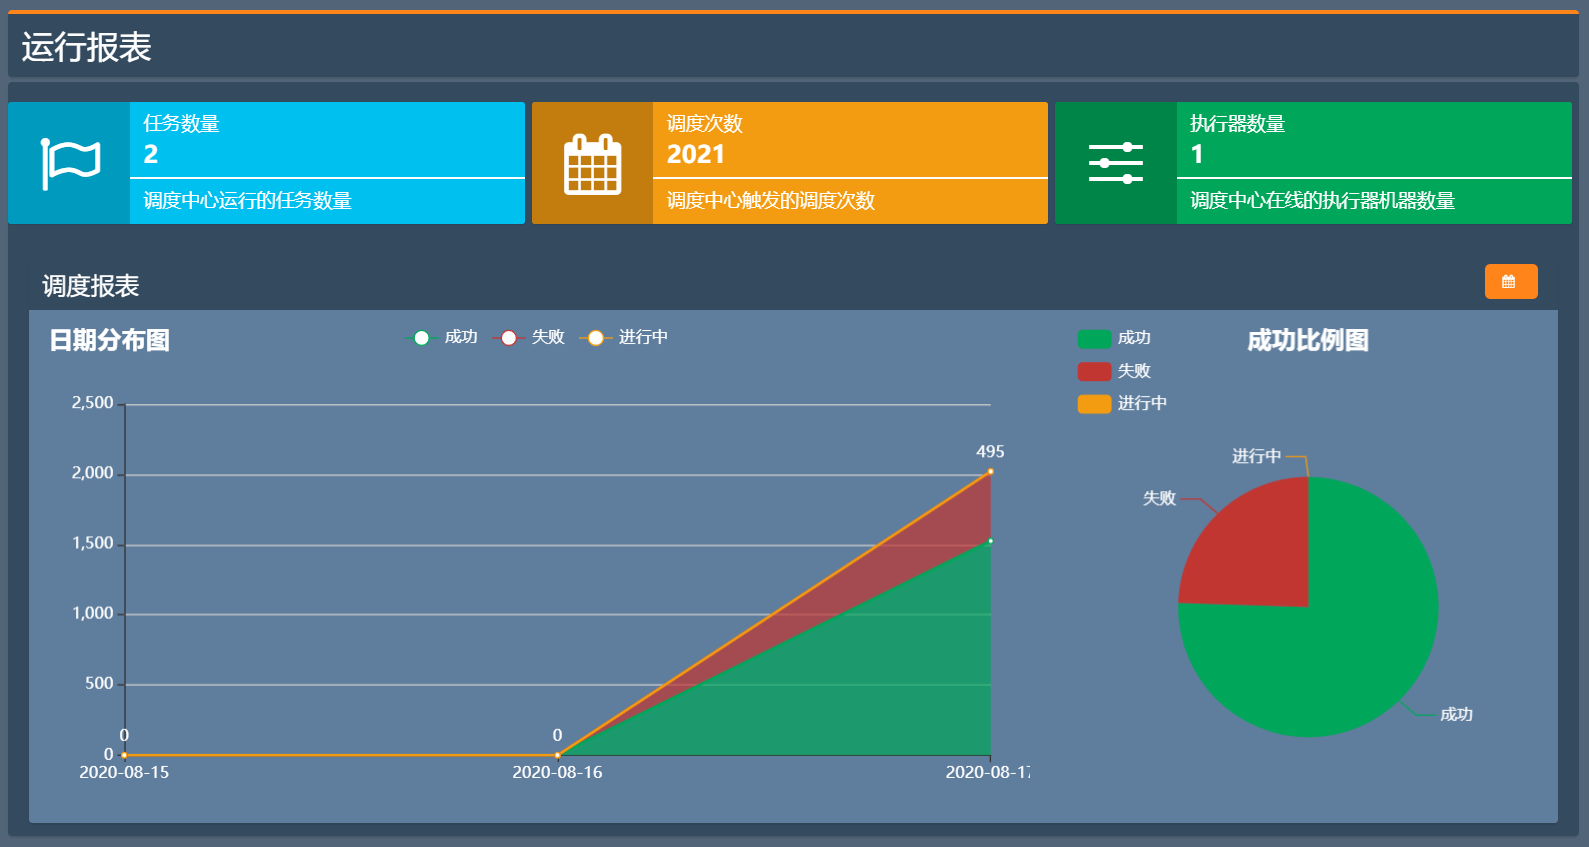 运行报表
任务数量
2
调度中心运行的任务数量
调度次数
2021
调度中心触发的调度次数
执行器数量
1
调度中心在线的执行器机器数量
调度报表
日期分布图
成功 失败 进行中
2,500
2,000
1,500
1,000
500
0
0
0
495
2020-08-15 2020-08-16 2020-08-17
成功比例图
成功
失败
进行中
进行中
失败
成功